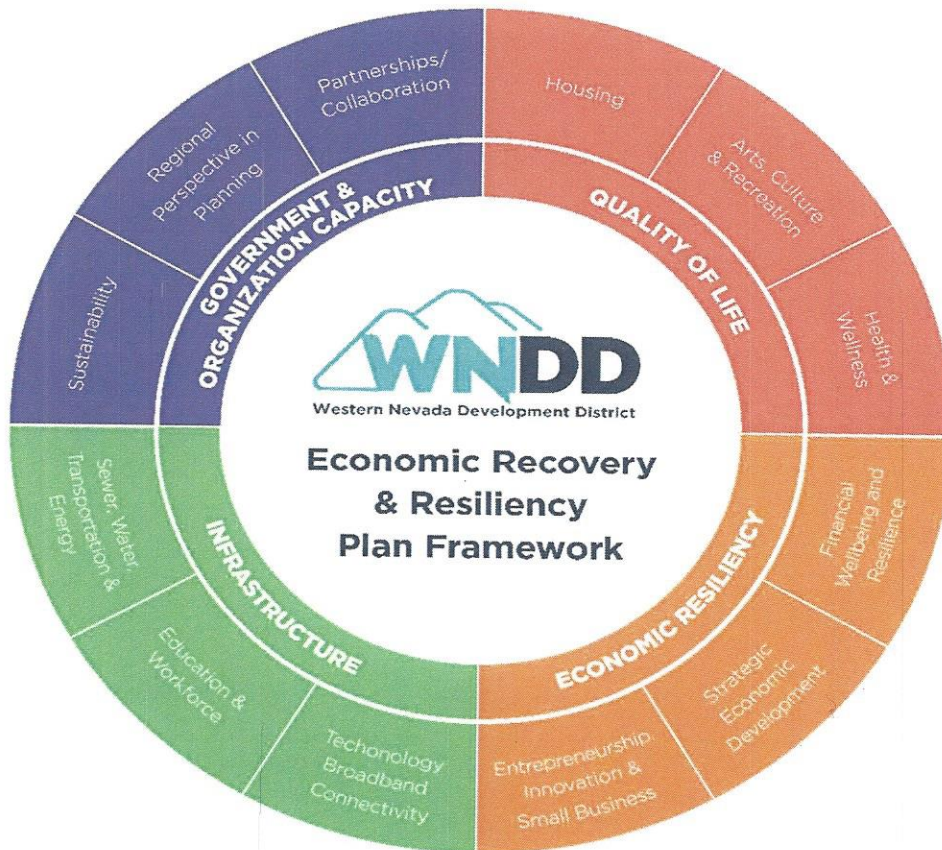 Partnerships/
Collaboration
Regional
Perspective in
Planning
Sustainability
GOVERNMENT &
ORGANIZATION CAPACITY
Housing
Arts, Culture
& Recreation
Health &
Wellness
QUALITY OF LIFE
WNDD
Western Nevada Development District
Economic Recovery
& Resiliency
Plan Framework
Financial
Wellbeing and
Resilience
Strategic
Economic
Development
Entrepreneurship,
Innovation &
Small Business
ECONOMIC RESILIENCY
Sewer, Water,
Transportation &
Energy
Education &
Workforce
Techonology
Broadband
Connectivity
INFRASTRUCTURE